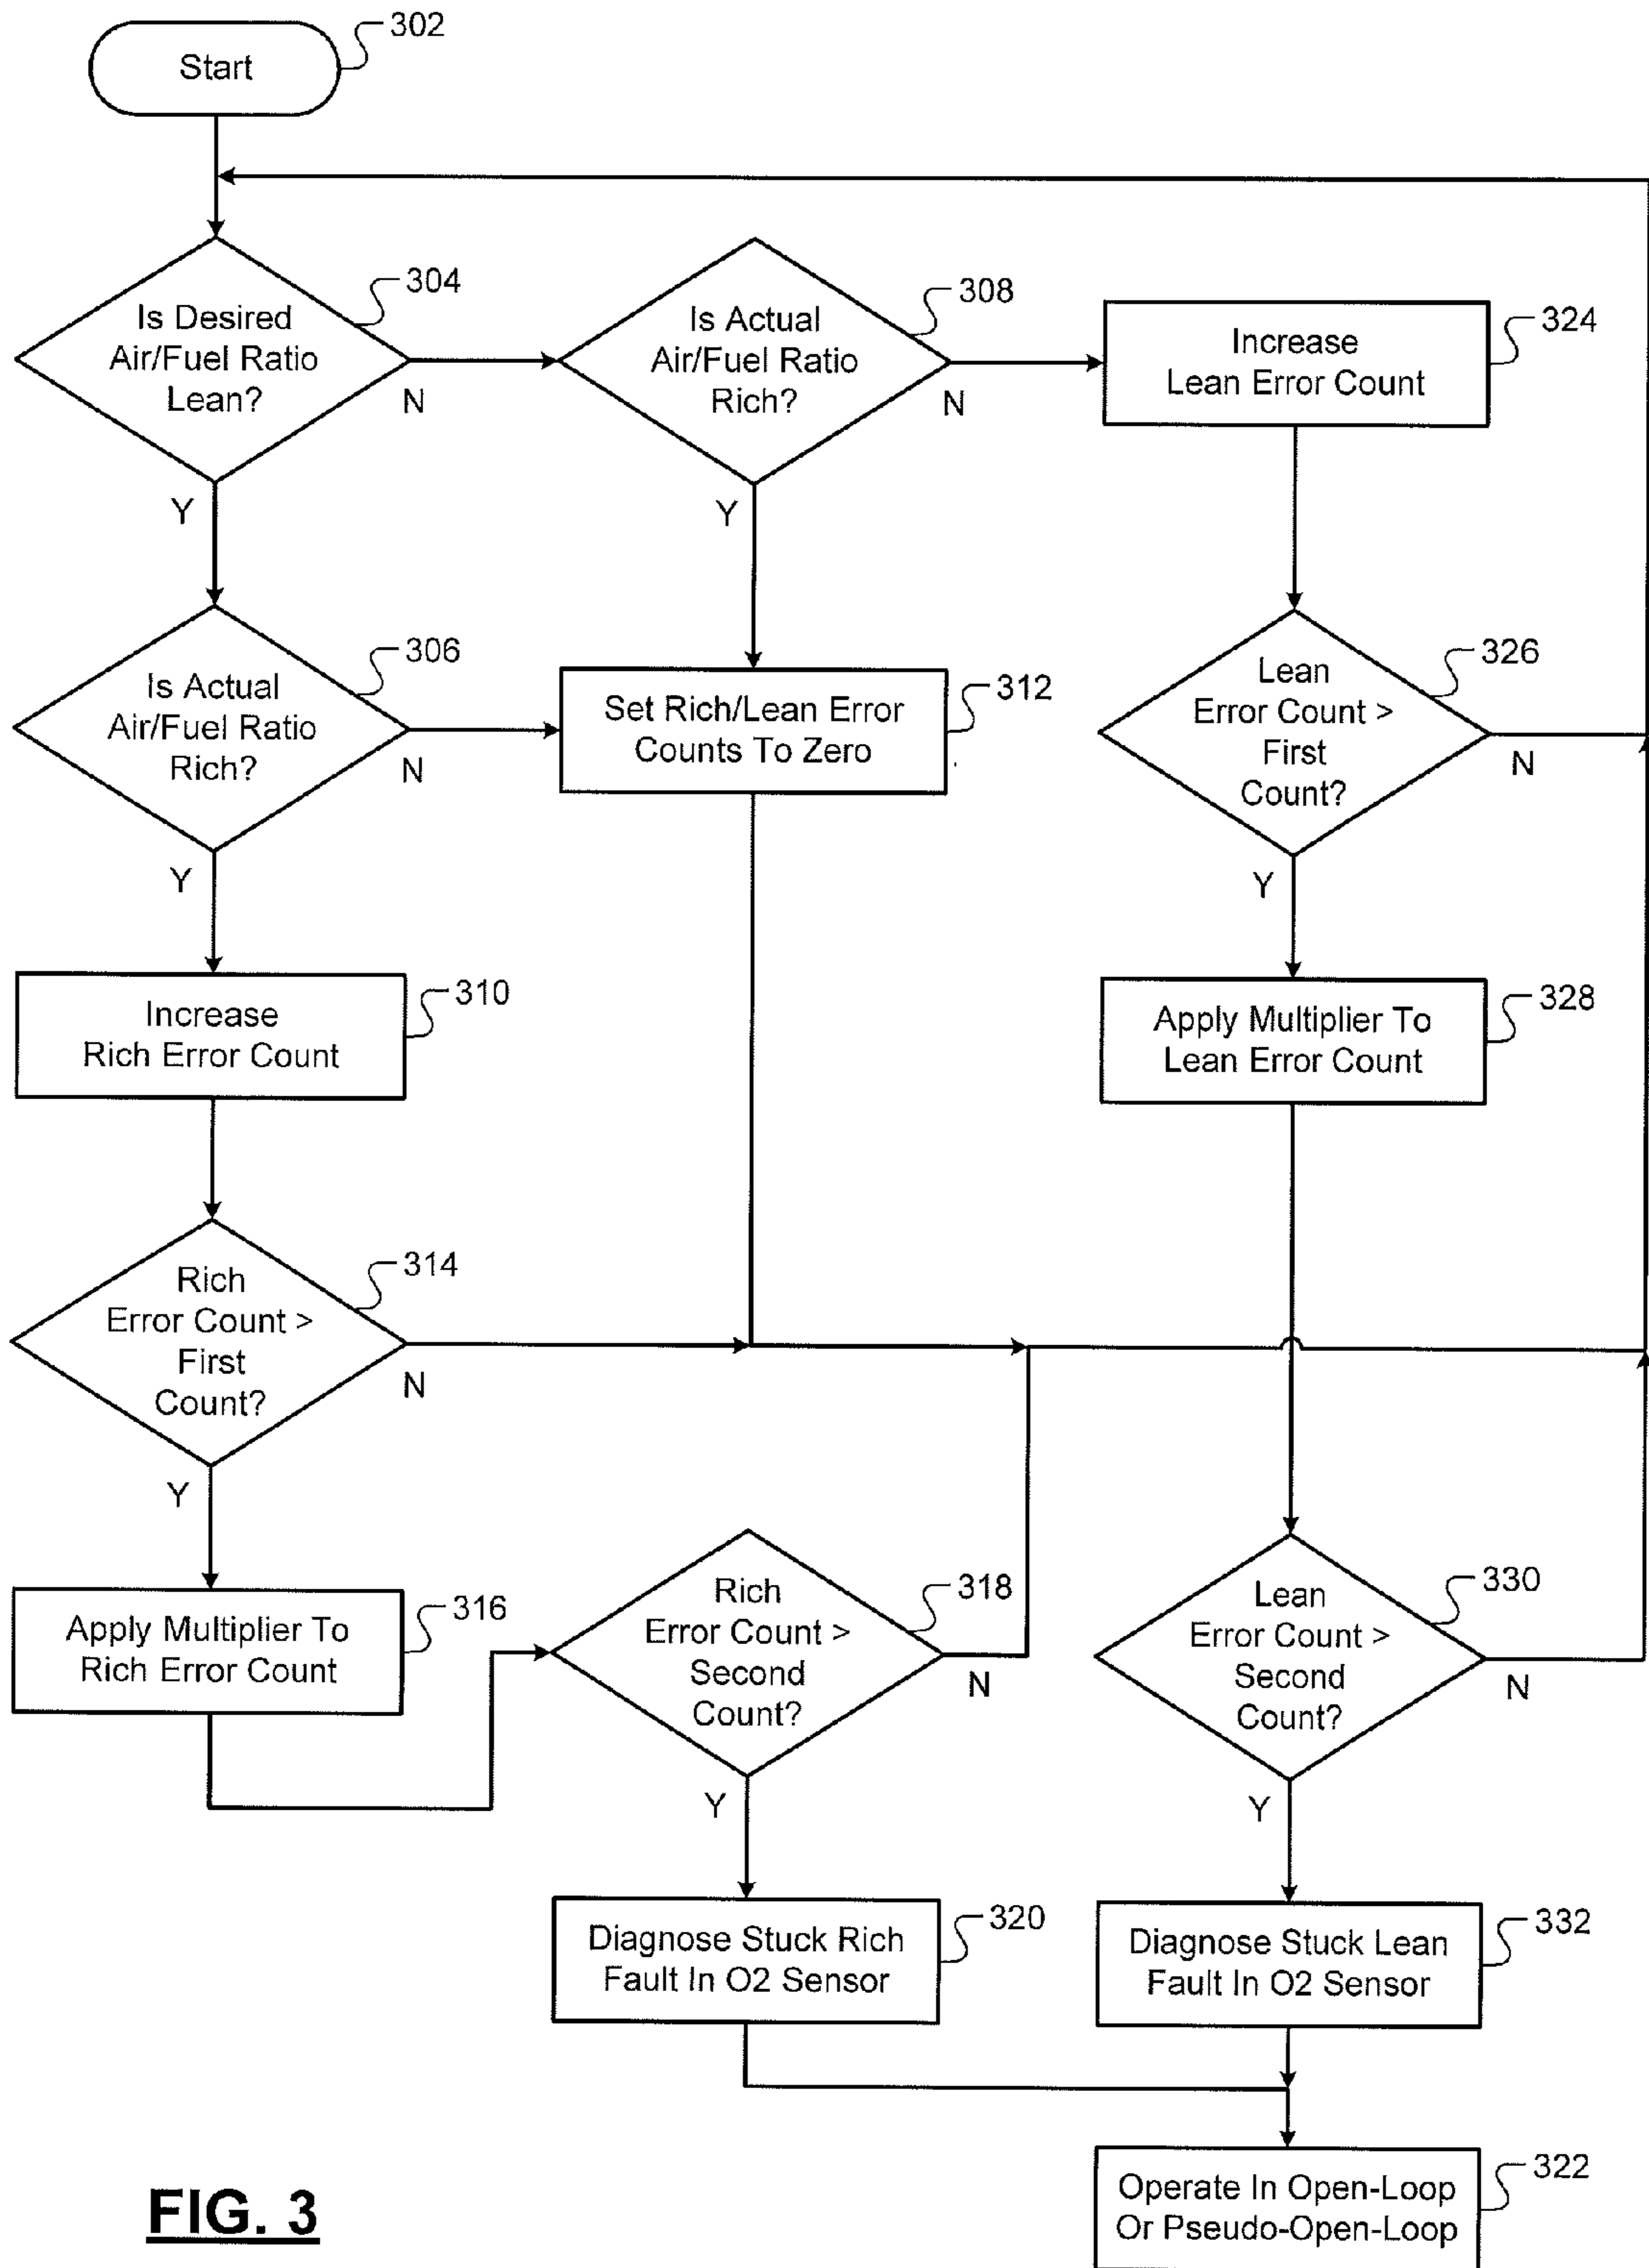 302
Start
304
Is Desired
Air/Fuel Ratio
Lean?
N
Y
308
Is Actual
Air/Fuel Ratio
Rich?
N
Y
324
Increase
Lean Error Count
306
Is Actual
Air/Fuel Ratio
Rich?
N
Y
312
Set Rich/Lean Error
Counts To Zero
326
Lean
Error Count >
First
Count?
N
Y
310
Increase
Rich Error Count
328
Apply Multiplier To
Lean Error Count
314
Rich
Error Count >
First
Count?
N
Y
316
Apply Multiplier To
Rich Error Count
318
Rich
Error Count >
Second
Count?
N
Y
330
Lean
Error Count >
Second
Count?
N
Y
320
Diagnose Stuck Rich
Fault In O2 Sensor
332
Diagnose Stuck Lean
Fault In O2 Sensor
322
Operate In Open-Loop
Or Pseudo-Open-Loop
FIG. 3